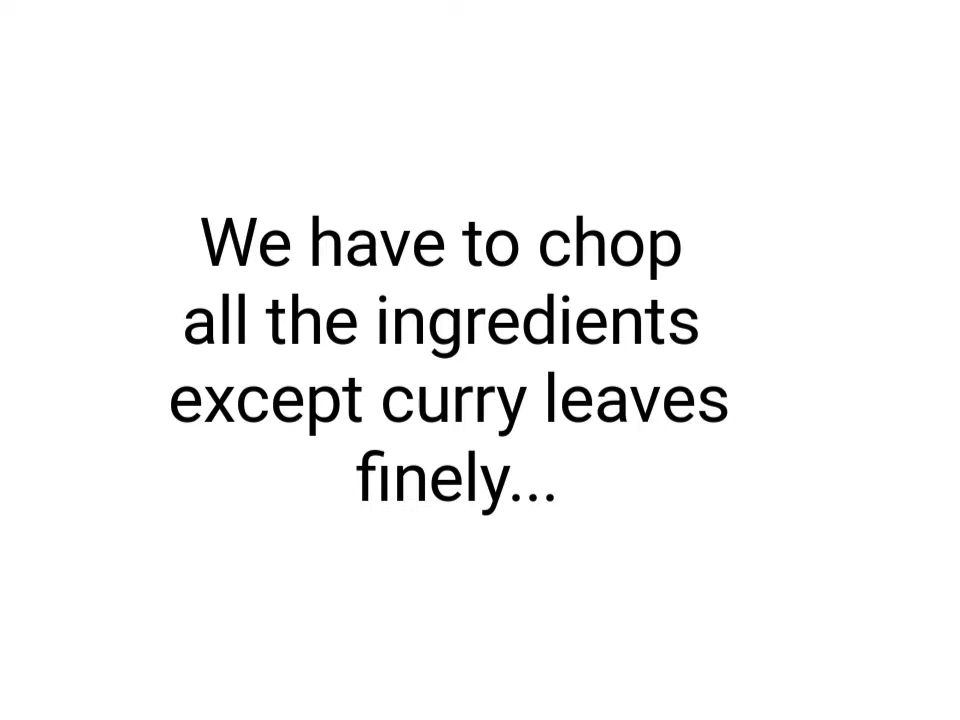 We have to chop
all the ingredients
except curry leaves
finely...